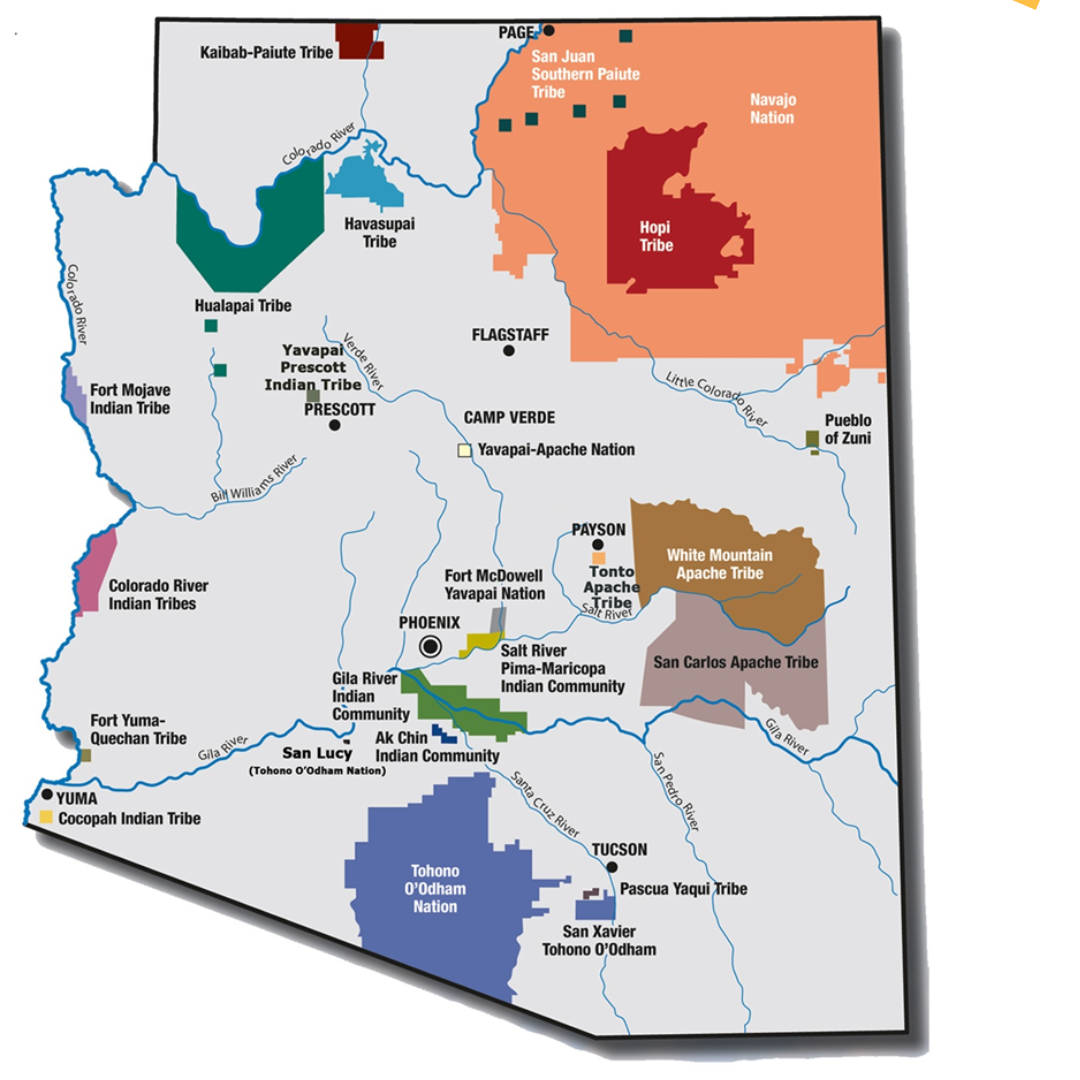 PAGE
Kaibab-Paiute Tribe
San Juan
Southern Paiute
Tribe
Navajo
Nation
Colorado River
Havasupai
Tribe
Hopi
Tribe
Colorado River
Hualapai Tribe
FLAGSTAFF
Verde River
Yavapai
Prescott
Indian Tribe
PRESCOTT
Fort Mojave
Indian Tribe
Little Colorado River
CAMP VERDE
Yavapai-Apache Nation
Pueblo
of Zuni
Bill Williams River
PAYSON
Tonto
Apache
Tribe
White Mountain
Apache Tribe
Colorado River
Indian Tribes
Fort McDowell
Yavapai Nation
Salt River
PHOENIX
Salt River
Pima-Maricopa
Indian Community
San Carlos Apache Tribe
Gila River
Indian
Community
Fort Yuma-
Quechan Tribe
Gila River
Ak Chin
Indian Community
San Lucy
(Tohono O'Odham Nation)
Gila River
San Pedro River
Santa Cruz River
YUMA
Cocopah Indian Tribe
TUCSON
Tohono
O'Odham
Nation
Pascua Yaqui Tribe
San Xavier
Tohono O'Odham